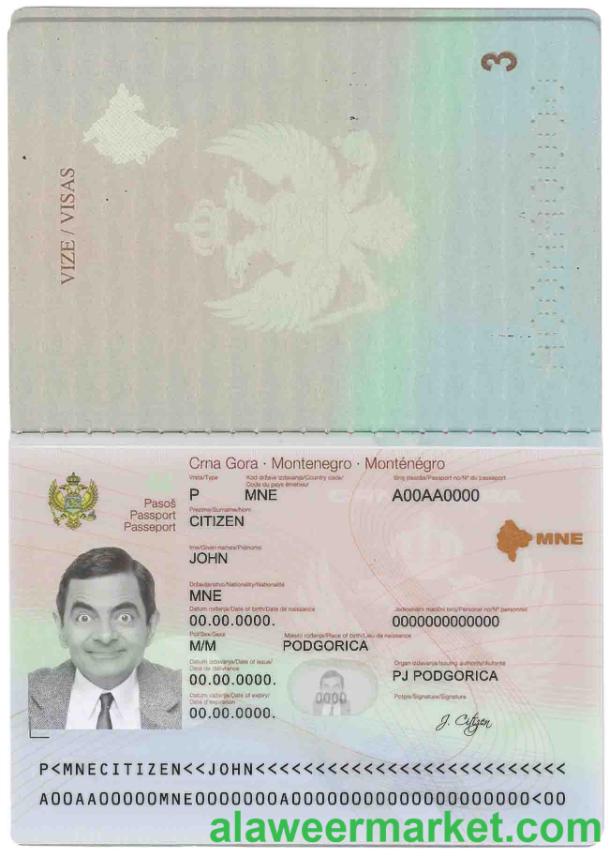 3
VIZE / VISAS
Crna Gora · Montenegro · Monténégro
Pasoš
Passport
Passeport
Vrsta/Type
Kod države izdavanja/Country code/
Code du pays émetteur
Broj pasoša/Passport no/N° du passeport
P
MNE
A00AA0000
Prezime/Surname/Nom
CITIZEN
Ime/Given names/Prénoms
JOHN
MNE
Državljanstvo/Nationality/Nationalité
MNE
Datum rođenja/Date of birth/Date de naissance
Jedinstveni matični broj/Personal no/N° personnel
00.00.0000.
0000000000000
Pol/Sex/Sexe
Mjesto rođenja/Place of birth/Lieu de naissance
M/M
PODGORICA
Datum izdavanja/Date of issue/
Date de délivrance
Organ izdavanja/Issuing authority/Autorité
00.00.0000.
PJ PODGORICA
0000
Datum isteka/Date of expiry/
Date d'expiration
Potpis/Signature/Signature
00.00.0000.
J. Citizen
P<MNECITIZEN<<JOHN<<<<<<<<<<<<<<<<<<<<<<<<<<
A00AA00000MNE0000000A00000000000000000000<00
alaweermarket.com